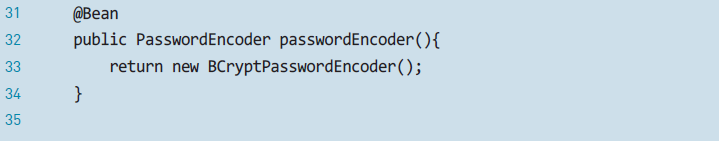 31 @Bean
32 public PasswordEncoder passwordEncoder(){
33 return new BCryptPasswordEncoder();
34 }
35